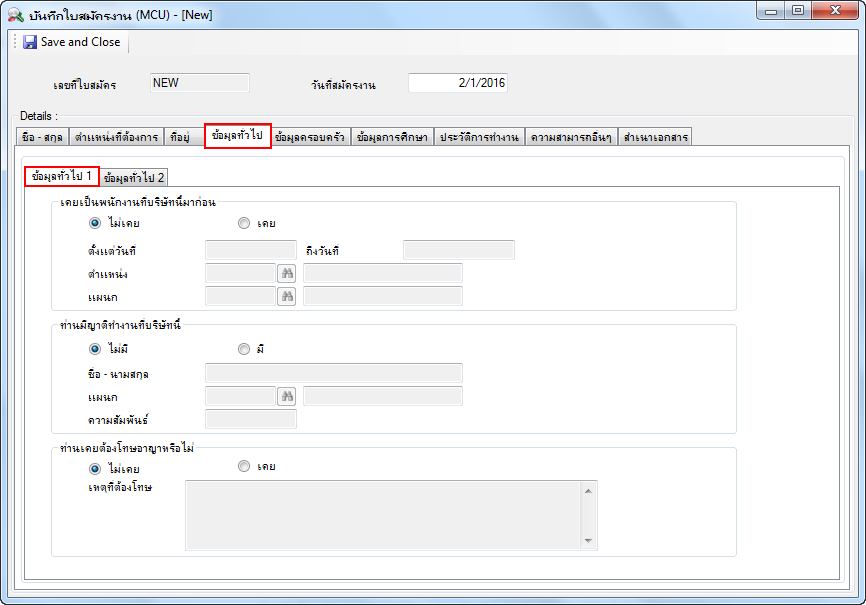 บันทึกใบสมัครงาน (MCU) - [New]
Save and Close
เลขที่ใบสมัคร NEW วันที่สมัครงาน 2/1/2016
Details :
ชื่อ - สกุล ตำแหน่งที่ต้องการ ที่อยู่ ข้อมูลทั่วไป ข้อมูลครอบครัว ข้อมูลการศึกษา ประวัติการทำงาน ความสามารถอื่นๆ สำเนาเอกสาร
ข้อมูลทั่วไป 1 ข้อมูลทั่วไป 2
เคยเป็นพนักงานที่บริษัทนี้มาก่อน
ไม่เคย เคย
ตั้งแต่วันที่ ถึงวันที่
ตำแหน่ง
แผนก
ท่านมีญาติทำงานที่บริษัทนี้
ไม่มี มี
ชื่อ - นามสกุล
แผนก
ความสัมพันธ์
ท่านเคยต้องโทษอาญาหรือไม่
ไม่เคย เคย
เหตุที่ต้องโทษ